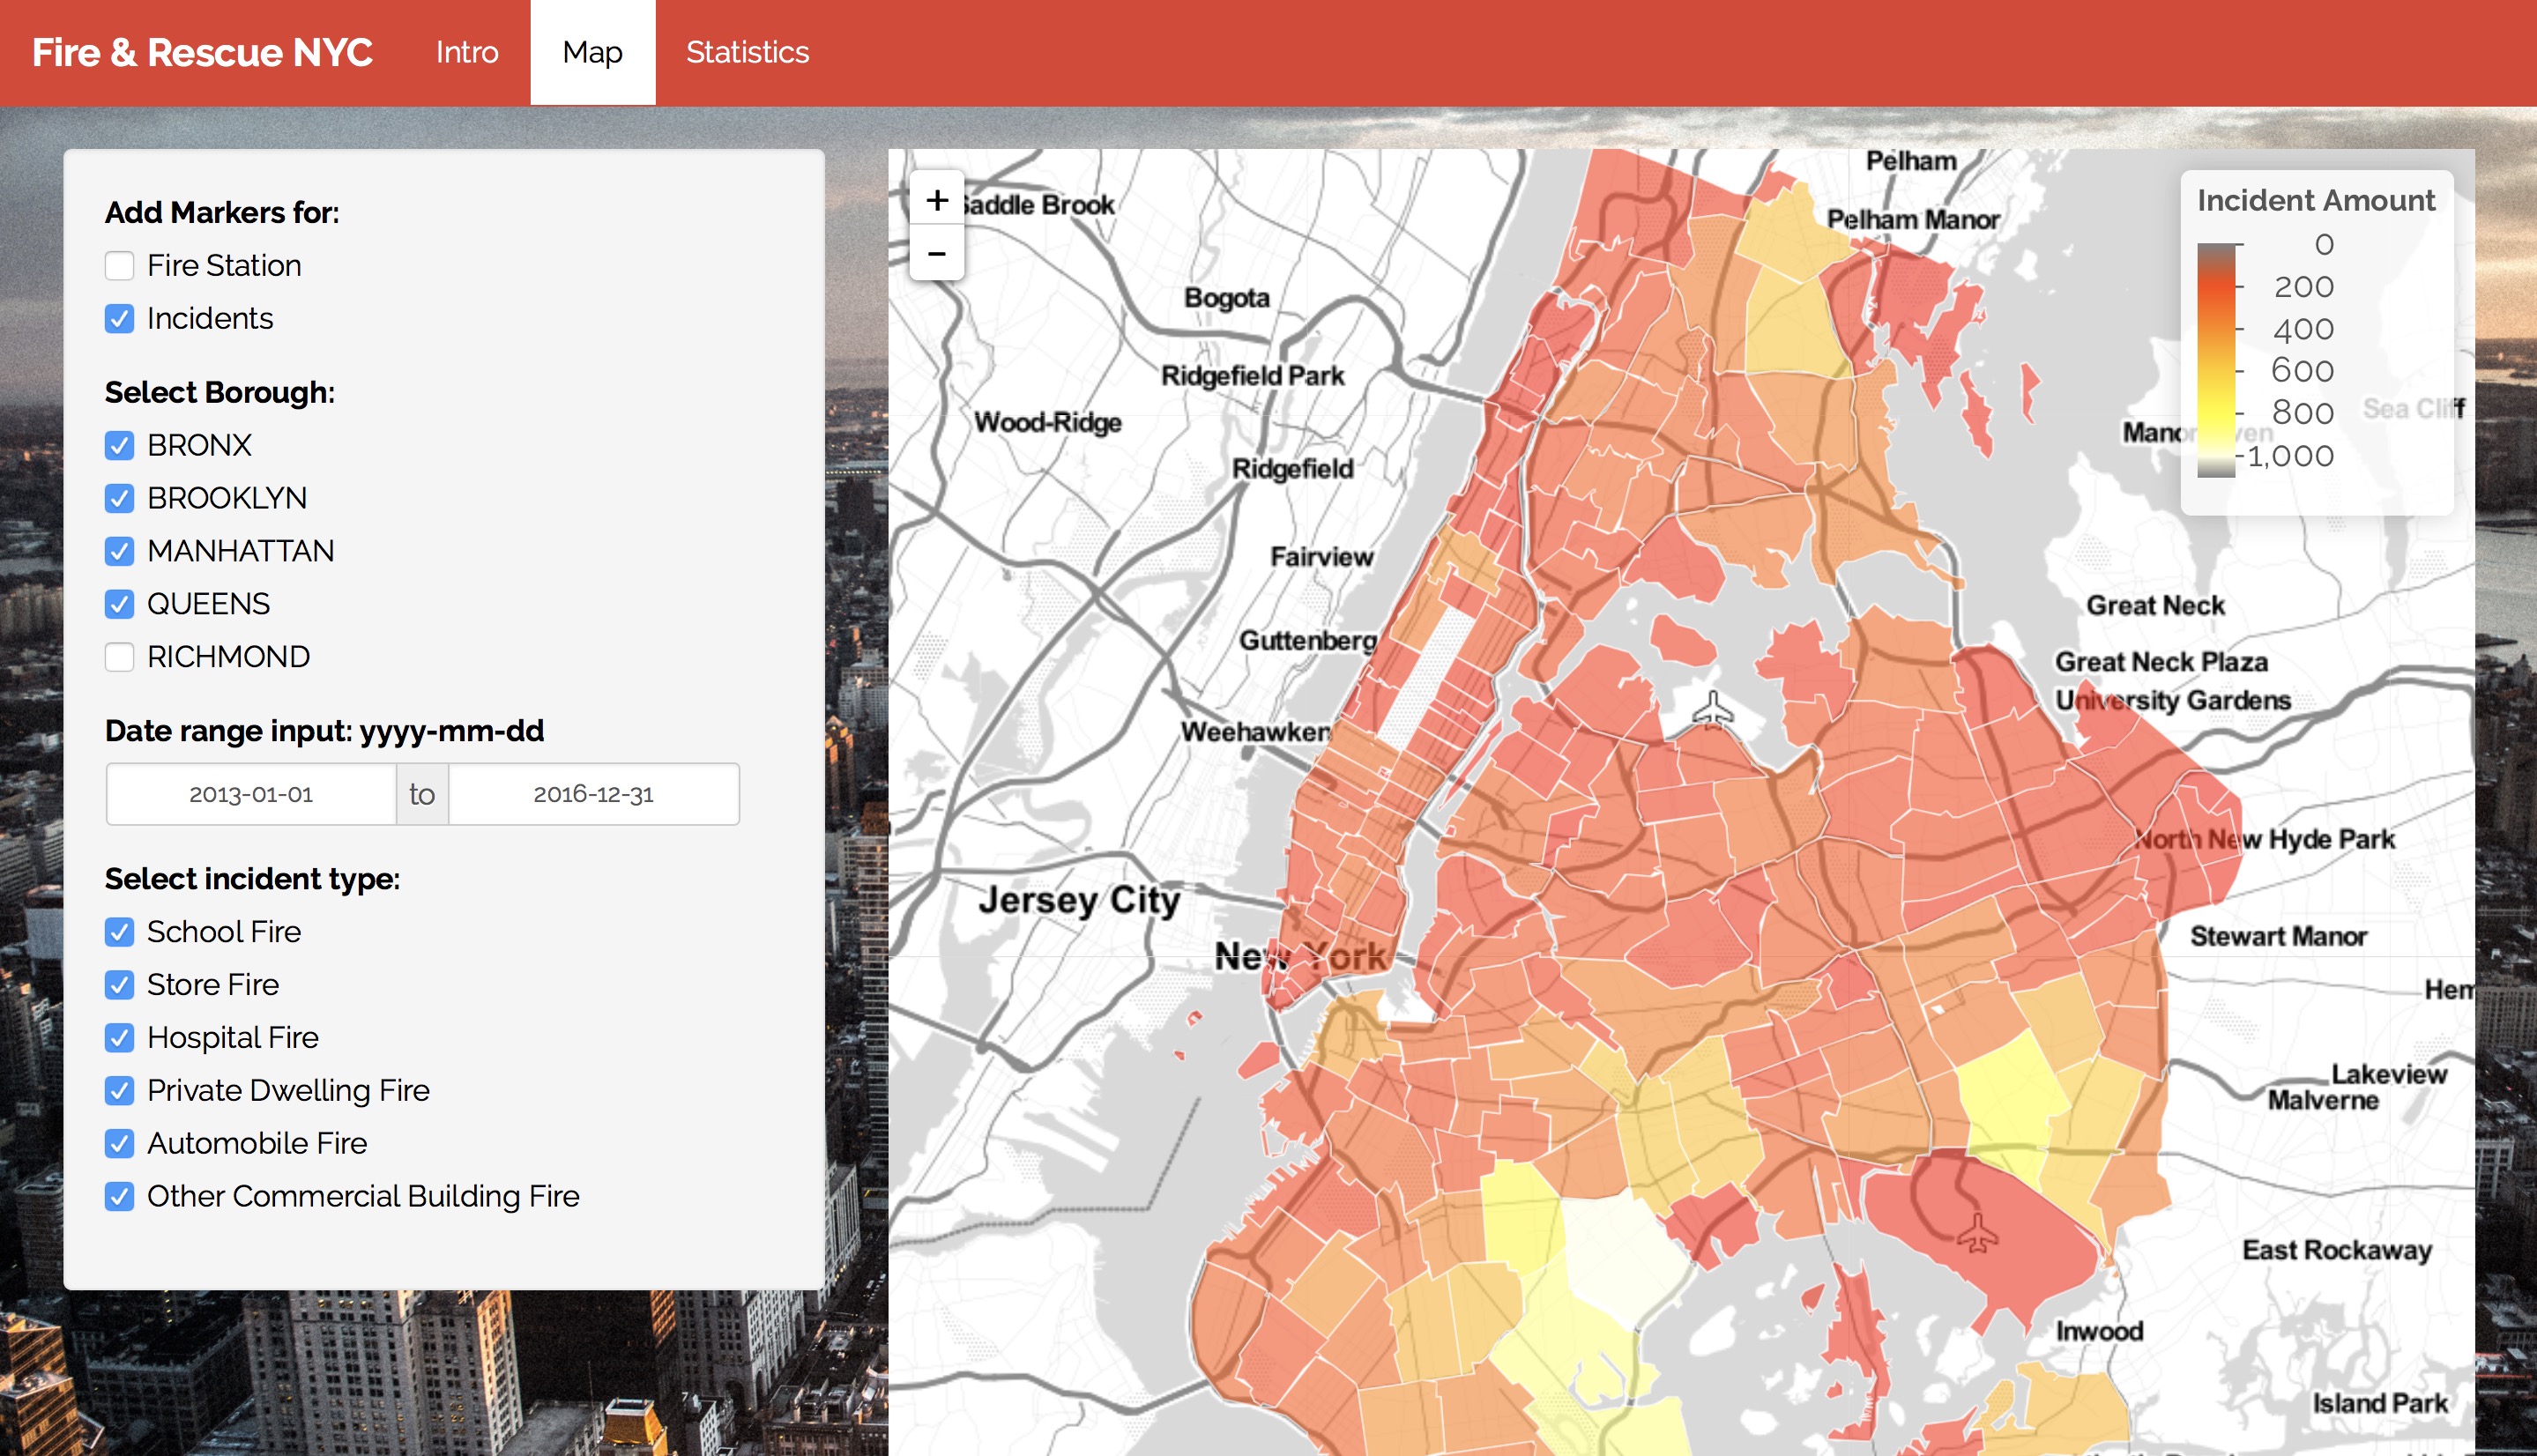 Fire & Rescue NYC Intro Map Statistics
Add Markers for:
Fire Station
Incidents
Select Borough:
BRONX
BROOKLYN
MANHATTAN
QUEENS
RICHMOND
Date range input: yyyy-mm-dd
2013-01-01 to 2016-12-31
Select incident type:
School Fire
Store Fire
Hospital Fire
Private Dwelling Fire
Automobile Fire
Other Commercial Building Fire
+
−
Saddle Brook
Pelham
Pelham Manor
Bogota
Ridgefield Park
Wood-Ridge
Ridgefield
Fairview
Guttenberg
Weehawken
Jersey City
New York
Incident Amount
0
200
400
600
800
1,000
Sea Cliff
Great Neck
Great Neck Plaza
University Gardens
North New Hyde Park
Stewart Manor
Hem
Lakeview
Malverne
East Rockaway
Inwood
Island Park